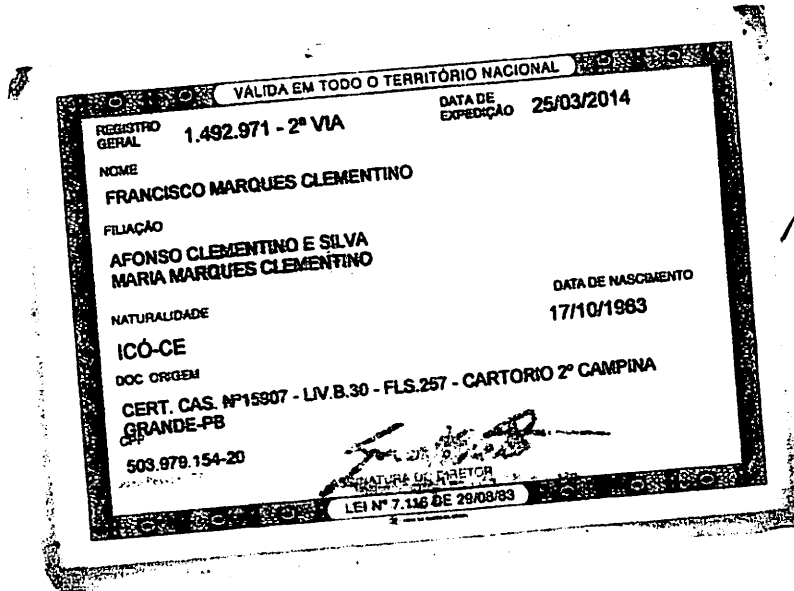 VÁLIDA EM TODO O TERRITÓRIO NACIONAL
REGISTRO GERAL 1.492.971 - 2ª VIA DATA DE EXPEDIÇÃO 25/03/2014
NOME
FRANCISCO MARQUES CLEMENTINO
FILIAÇÃO
AFONSO CLEMENTINO E SILVA
MARIA MARQUES CLEMENTINO
NATURALIDADE DATA DE NASCIMENTO
ICÓ-CE 17/10/1963
DOC ORIGEM
CERT. CAS. Nº15907 - LIV.B.30 - FLS.257 - CARTORIO 2º CAMPINA
GRANDE-PB
CPF
503.979.154-20
ASSINATURA DO DIRETOR
LEI Nº 7.116 DE 29/08/83